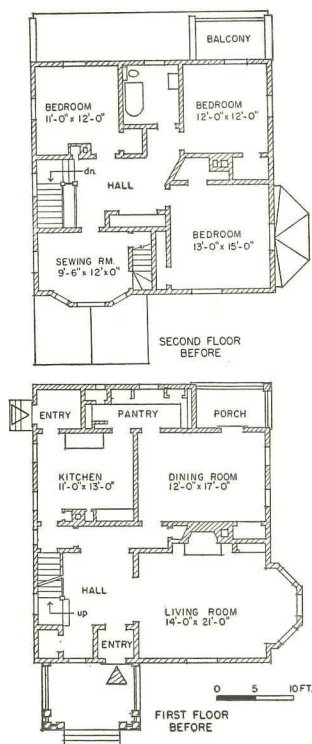 BALCONY
BEDROOM
11'-0" x 12'-0"
BEDROOM
12'-0" x 12'-0"
dn.
HALL
BEDROOM
13'-0" x 15'-0"
SEWING RM.
9'-6" x 12'x0"
SECOND FLOOR
BEFORE
ENTRY
PANTRY
PORCH
KITCHEN
11'-0" x 13'-0"
DINING ROOM
12'-0" x 17'-0"
HALL
up
LIVING ROOM
14'-0" x 21'-0"
ENTRY
0 5 10 FT.
FIRST FLOOR
BEFORE